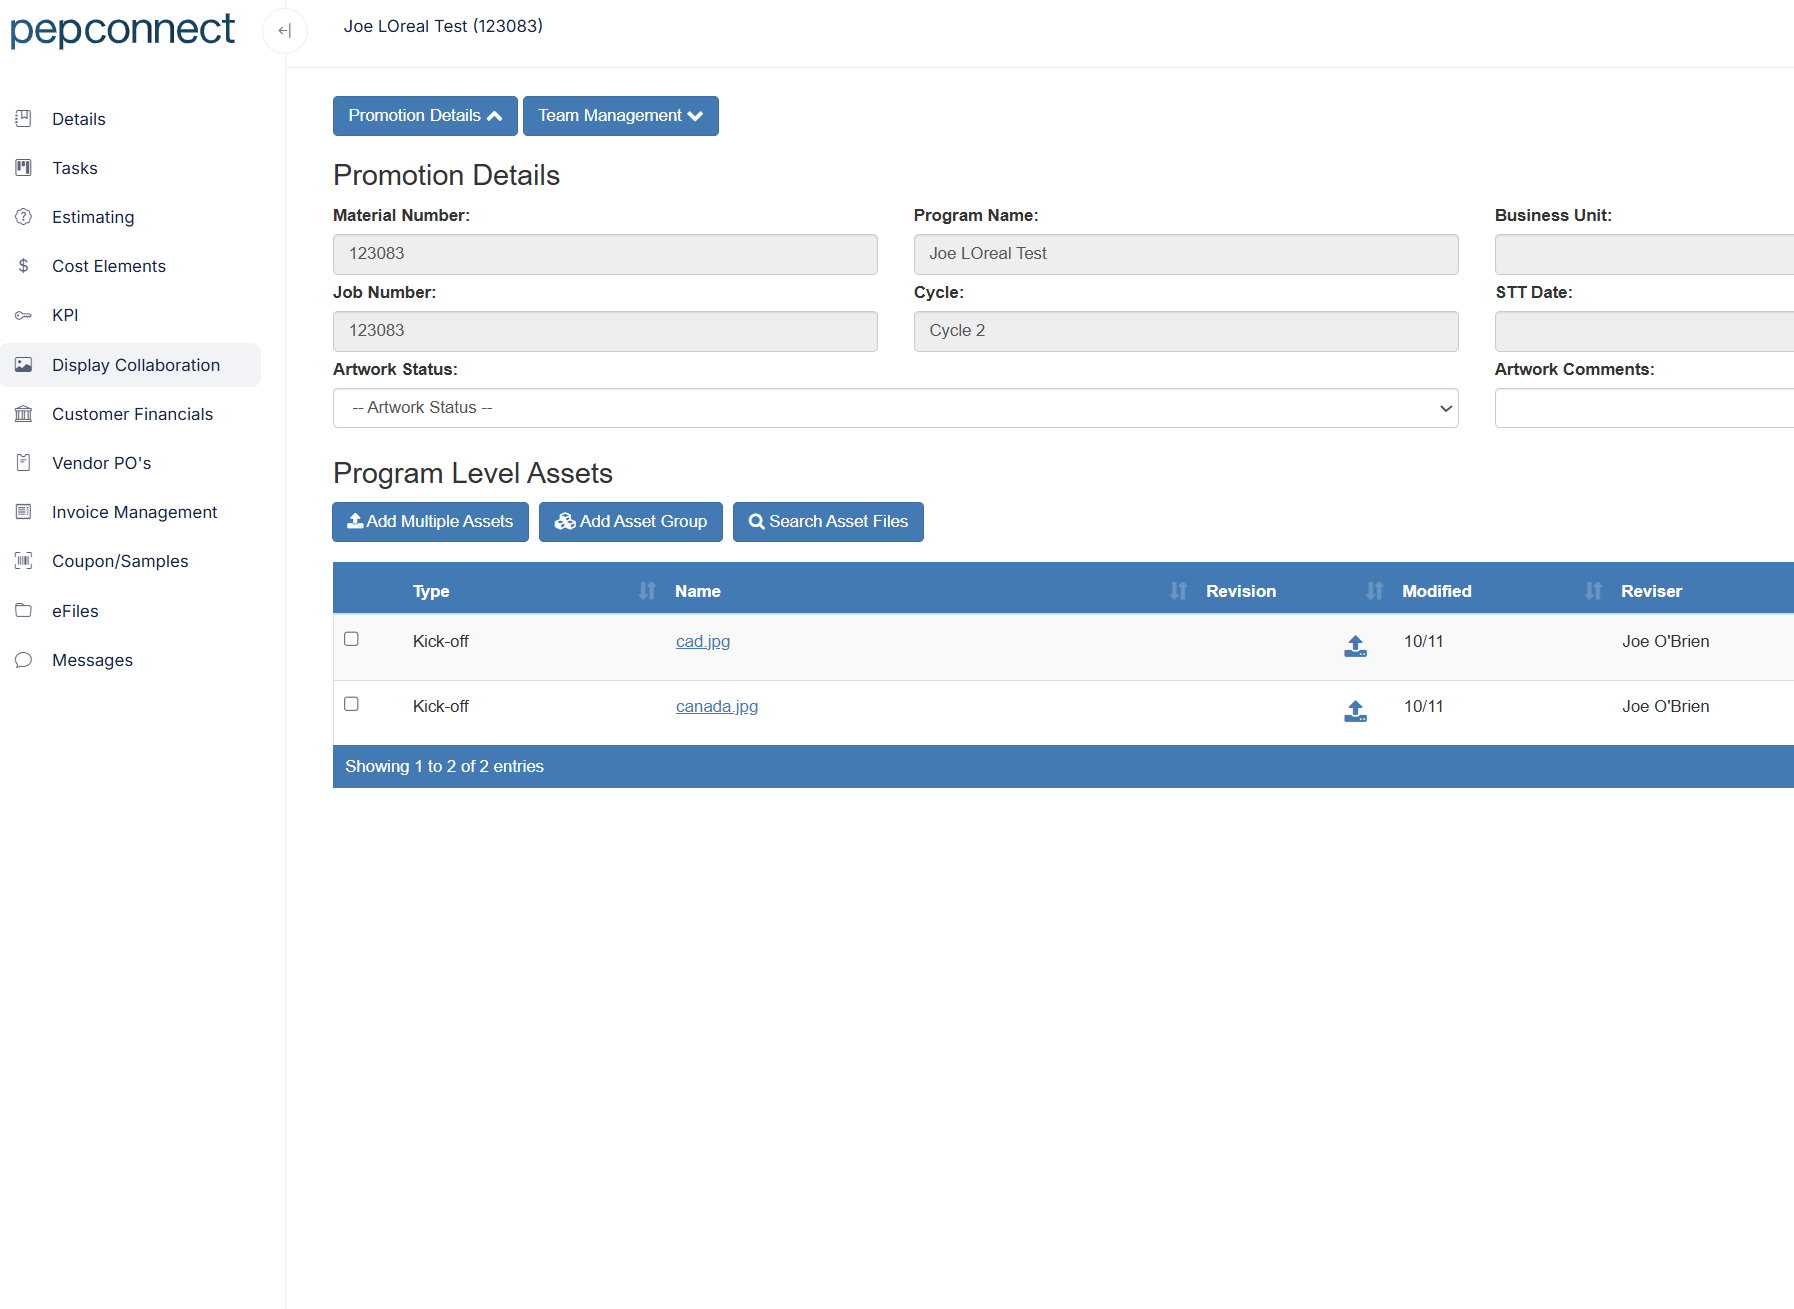 pepconnect
Joe LOreal Test (123083)
Details
Tasks
Estimating
Cost Elements
KPI
Display Collaboration
Customer Financials
Vendor PO's
Invoice Management
Coupon/Samples
eFiles
Messages
Promotion Details
Team Management
Promotion Details
Material Number:
Program Name:
Business Unit:
123083
Joe LOreal Test
Job Number:
Cycle:
STT Date:
123083
Cycle 2
Artwork Status:
Artwork Comments:
-- Artwork Status --
Program Level Assets
Add Multiple Assets
Add Asset Group
Search Asset Files
Type Name Revision Modified Reviser
Kick-off cad.jpg 10/11 Joe O'Brien
Kick-off canada.jpg 10/11 Joe O'Brien
Showing 1 to 2 of 2 entries